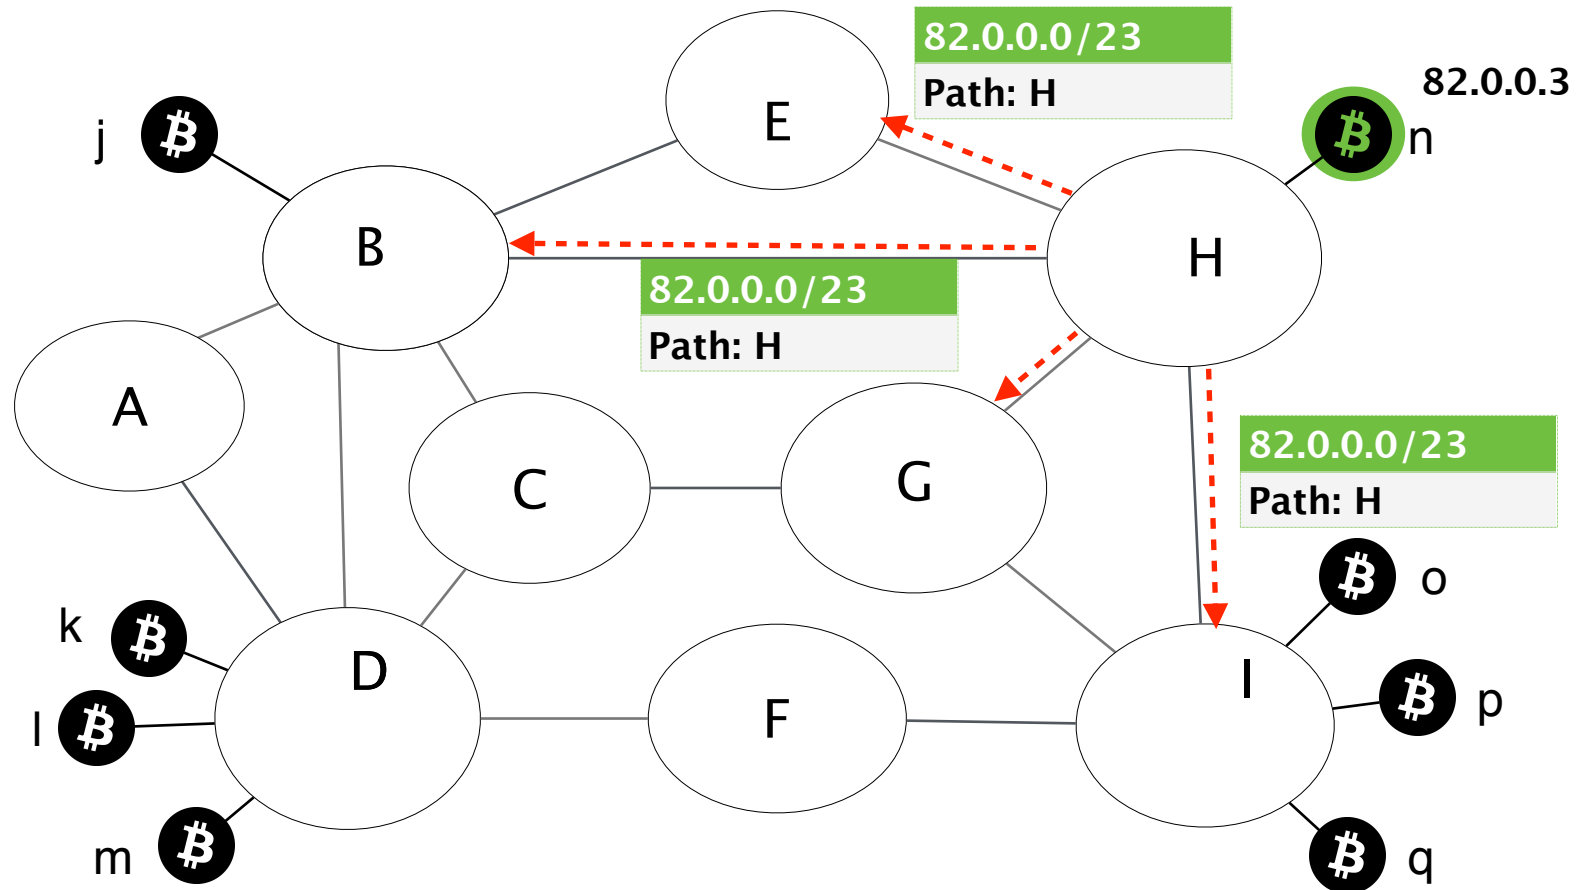 82.0.0.0/23
Path: H
82.0.0.3
E
j
n
B
H
82.0.0.0/23
Path: H
A
C
G
82.0.0.0/23
Path: H
o
k
D
I
p
l
F
m
q